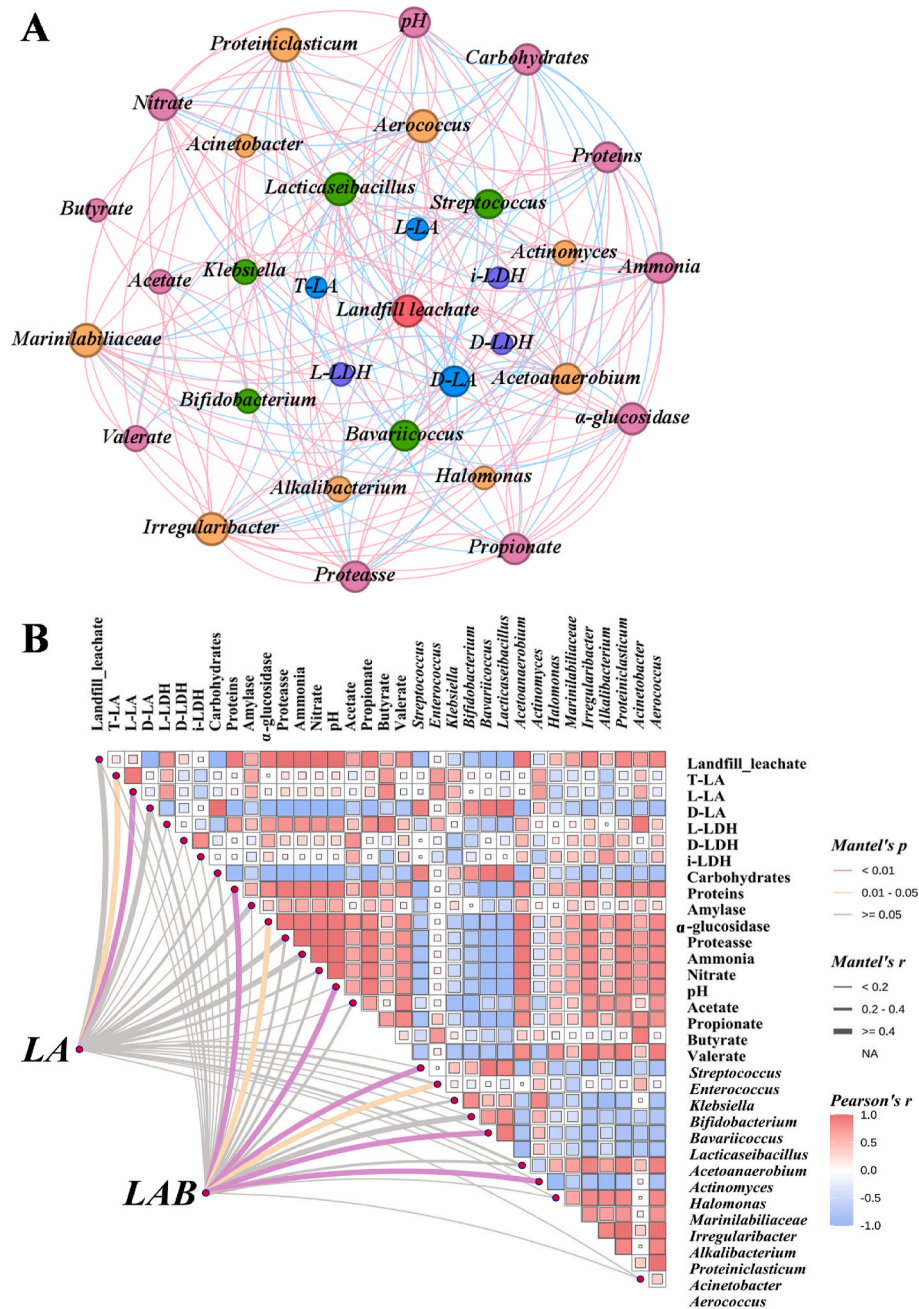 A
pH
Proteiniclasticum
Carbohydrates
Nitrate
Aerococcus
Acinetobacter
Proteins
Lacticaseibacillus
Streptococcus
Butyrate
L-LA
Actinomyces
Klebsiella
i-LDH
Ammonia
Acetate
T-LA
Landfill leachate
Marinilabiliaceae
D-LDH
L-LDH
D-LA
Acetoanaerobium
Bifidobacterium
α-glucosidase
Valerate
Bavariicoccus
Halomonas
Alkalibacterium
Irregularibacter
Propionate
Proteasse
B
Landfill_leachate
T-LA
L-LA
D-LA
L-LDH
D-LDH
i-LDH
Carbohydrates
Proteins
Amylase
α-glucosidase
Proteasse
Ammonia
Nitrate
pH
Acetate
Propionate
Butyrate
Valerate
Streptococcus
Enterococcus
Klebsiella
Bifidobacterium
Bavariicoccus
Lacticaseibacillus
Acetoanaerobium
Actinomyces
Halomonas
Marinilabiliaceae
Irregularibacter
Alkalibacterium
Proteiniclasticum
Acinetobacter
Aerococcus
Landfill_leachate
T-LA
L-LA
D-LA
L-LDH
D-LDH
i-LDH
Carbohydrates
Proteins
Amylase
α-glucosidase
Proteasse
Ammonia
Nitrate
pH
Acetate
Propionate
Butyrate
Valerate
Streptococcus
Enterococcus
Klebsiella
Bifidobacterium
Bavariicoccus
Lacticaseibacillus
Acetoanaerobium
Actinomyces
Halomonas
Marinilabiliaceae
Irregularibacter
Alkalibacterium
Proteiniclasticum
Acinetobacter
Aerococcus
LA
LAB
Mantel's p
< 0.01
0.01 - 0.05
>= 0.05
Mantel's r
< 0.2
0.2 - 0.4
>= 0.4
NA
Pearson's r
1.0
0.5
0.0
-0.5
-1.0